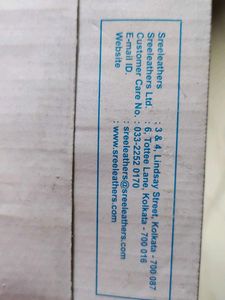 Sreeleathers : 3 & 4, Lindsay Street, Kolkata - 700 087
Sreeleathers Ltd. : 6, Tottee Lane, Kolkata - 700 016
Customer Care No. : 033-2252 0170
E-mail ID. : sreeleathers@sreeleathers.com
Website : www.sreeleathers.com